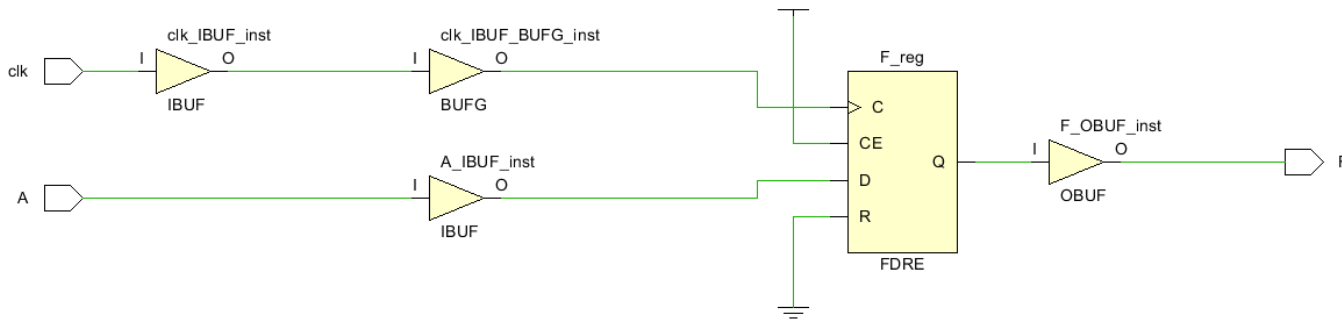 clk_IBUF_inst
clk_IBUF_BUFG_inst
F_reg
clk
I
O
I
O
IBUF
BUFG
C
CE
D
R
Q
A_IBUF_inst
A
I
O
IBUF
F_OBUF_inst
I
O
OBUF
FDRE